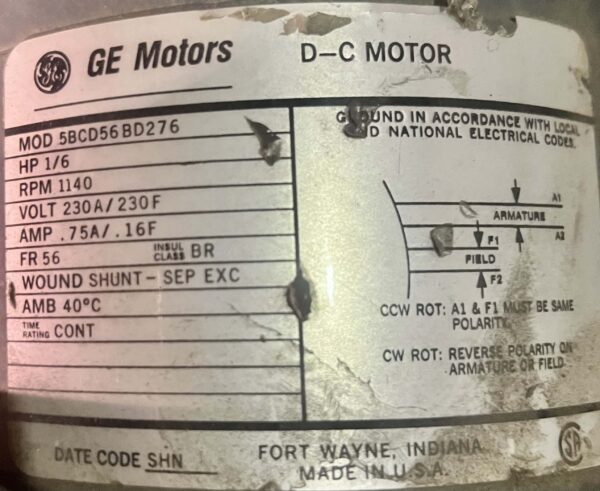 GE Motors
D-C MOTOR
MOD 5BCD56BD276
HP 1/6
RPM 1140
VOLT 230A/230F
AMP .75A/.16F
FR 56 INSUL CLASS BR
WOUND SHUNT- SEP EXC
AMB 40°C
TIME RATING CONT
GROUND IN ACCORDANCE WITH LOCAL
D NATIONAL ELECTRICAL CODES.
A1
ARMATURE
A2
F1
FIELD
F2
CCW ROT: A1 & F1 MUST BE SAME
POLARITY.
CW ROT: REVERSE POLARITY ON
ARMATURE OR FIELD.
DATE CODE SHN
FORT WAYNE, INDIANA
MADE IN U.S.A.